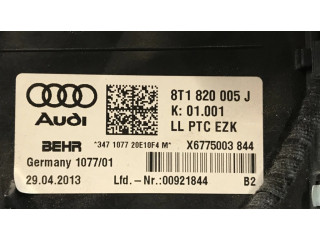 8T1 820 005 J
K: 01.001
Audi
LL PTC EZK
BEHR *347 1077 20E10F4 M* X6775003 844
Germany 1077/01
29.04.2013 Lfd.-Nr:00921844 B2